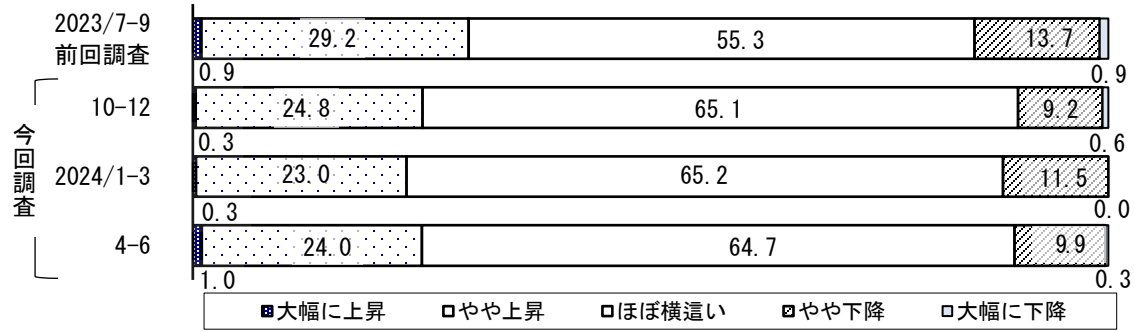 2023/7-9
前回調査
29.2 55.3 13.7
0.9 0.9
今回調査
10-12 24.8 65.1 9.2
0.3 0.6
2024/1-3 23.0 65.2 11.5
0.3 0.0
4-6 24.0 64.7 9.9
1.0 0.3
大幅に上昇 やや上昇 ほぼ横這い やや下降 大幅に下降